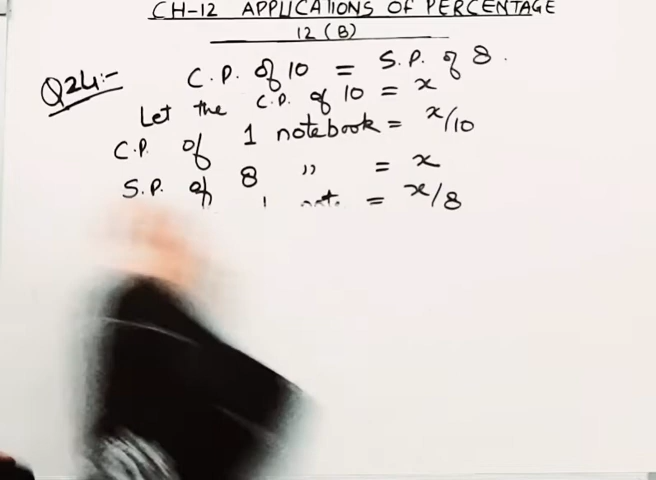 CH-12 APPLICATIONS OF PERCENTAGE
12 (B)
Q24:- C.P. of 10 = S.P. of 8.
Let the C.P. of 10 = x
C.P. of 1 notebook = x/10
S.P. of 8 " = x
1 = x/8